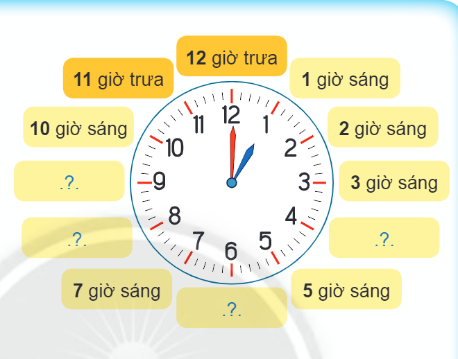 12 giờ trưa
11 giờ trưa
1 giờ sáng
10 giờ sáng
2 giờ sáng
.?.
3 giờ sáng
.?.
.?.
7 giờ sáng
5 giờ sáng
.?.
12
1
2
3
4
5
6
7
8
9
10
11